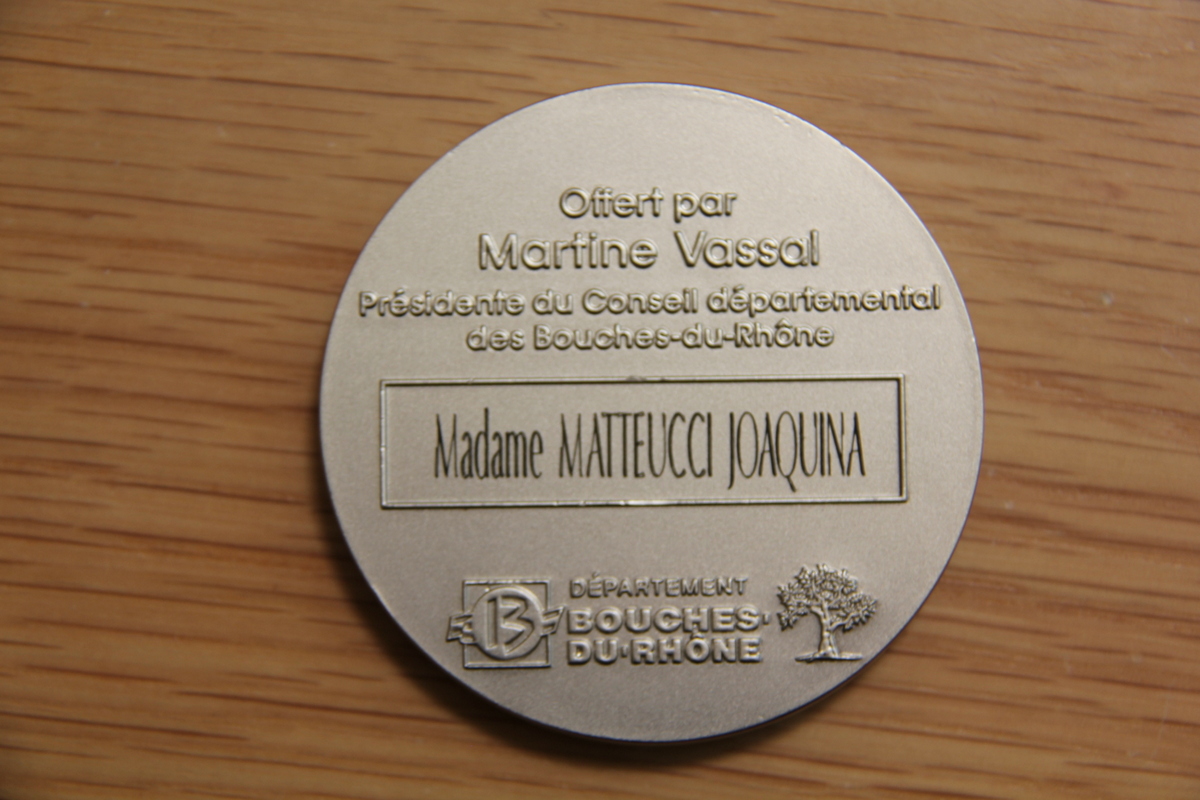 Offert par
Martine Vassal
Présidente du Conseil départemental
des Bouches-du-Rhône
Madame MATTEUCCI JOAQUINA
13
DÉPARTEMENT
BOUCHES-
DU-RHÔNE